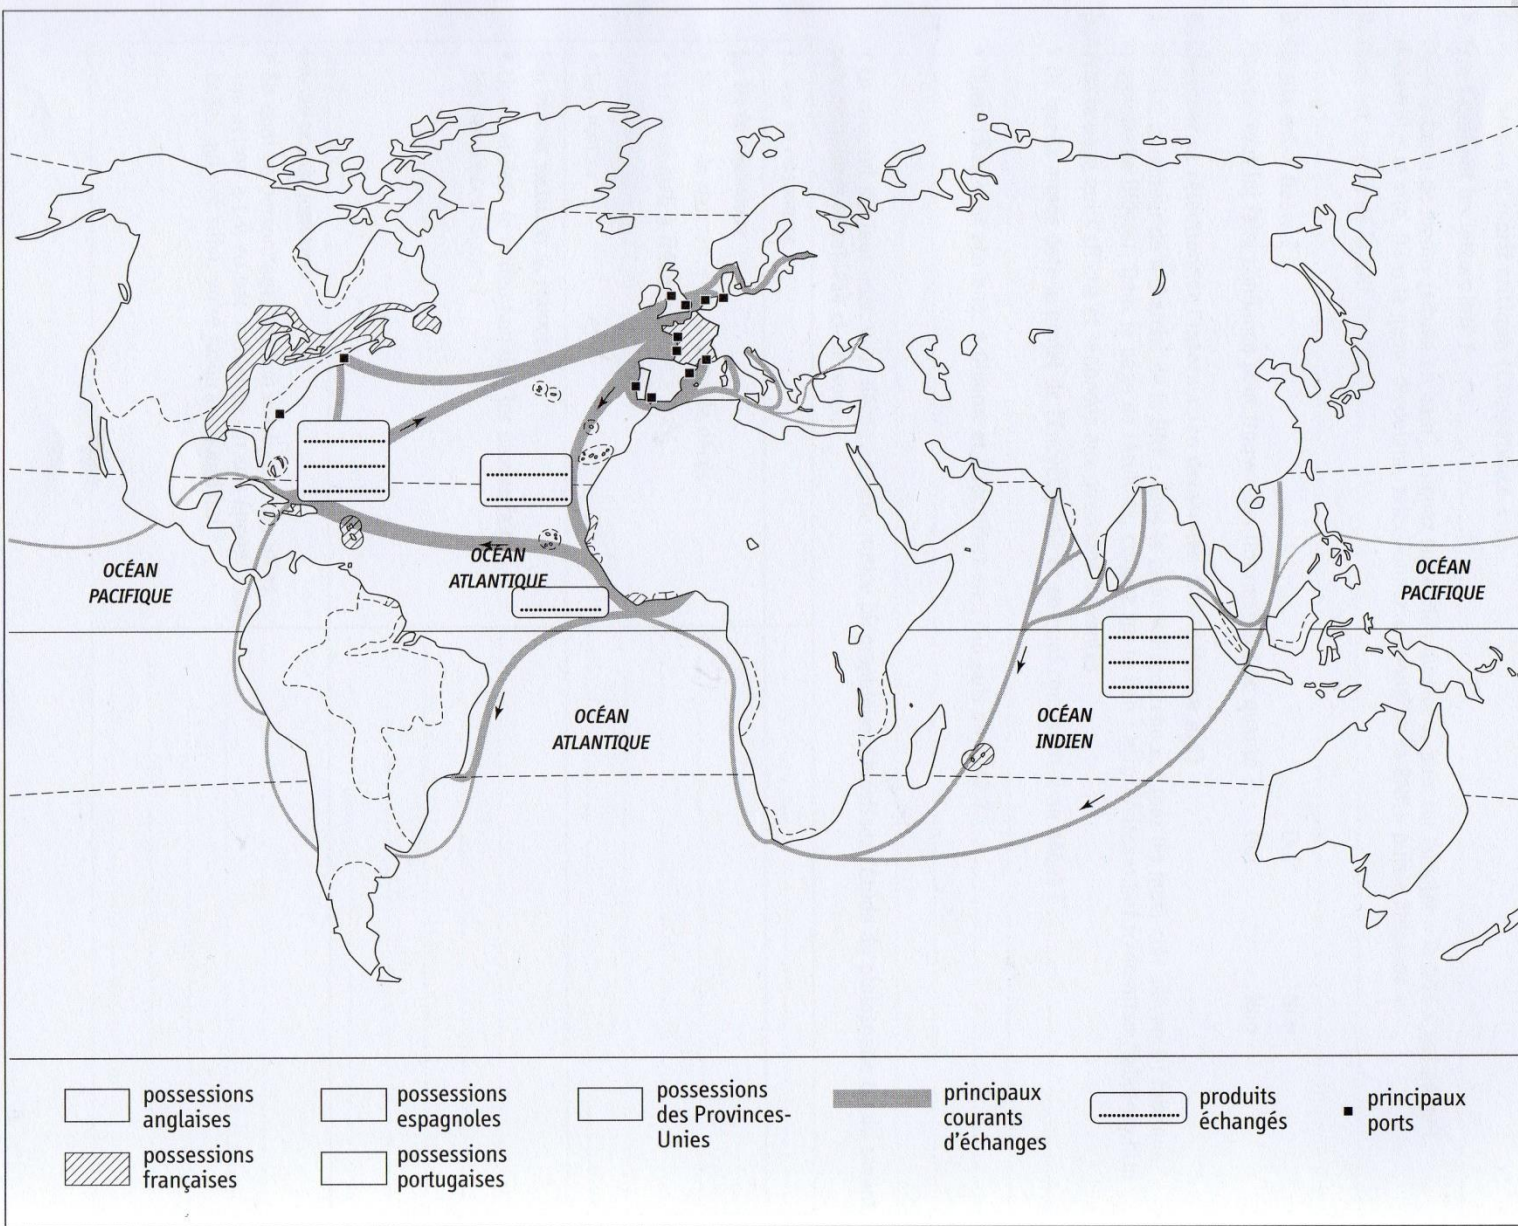 OCÉAN
PACIFIQUE
OCÉAN
ATLANTIQUE
OCÉAN
PACIFIQUE
OCÉAN
ATLANTIQUE
OCÉAN
INDIEN
possessions
anglaises
possessions
espagnoles
possessions
des Provinces-
Unies
principaux
courants
d'échanges
produits
échangés
principaux
ports
possessions
françaises
possessions
portugaises